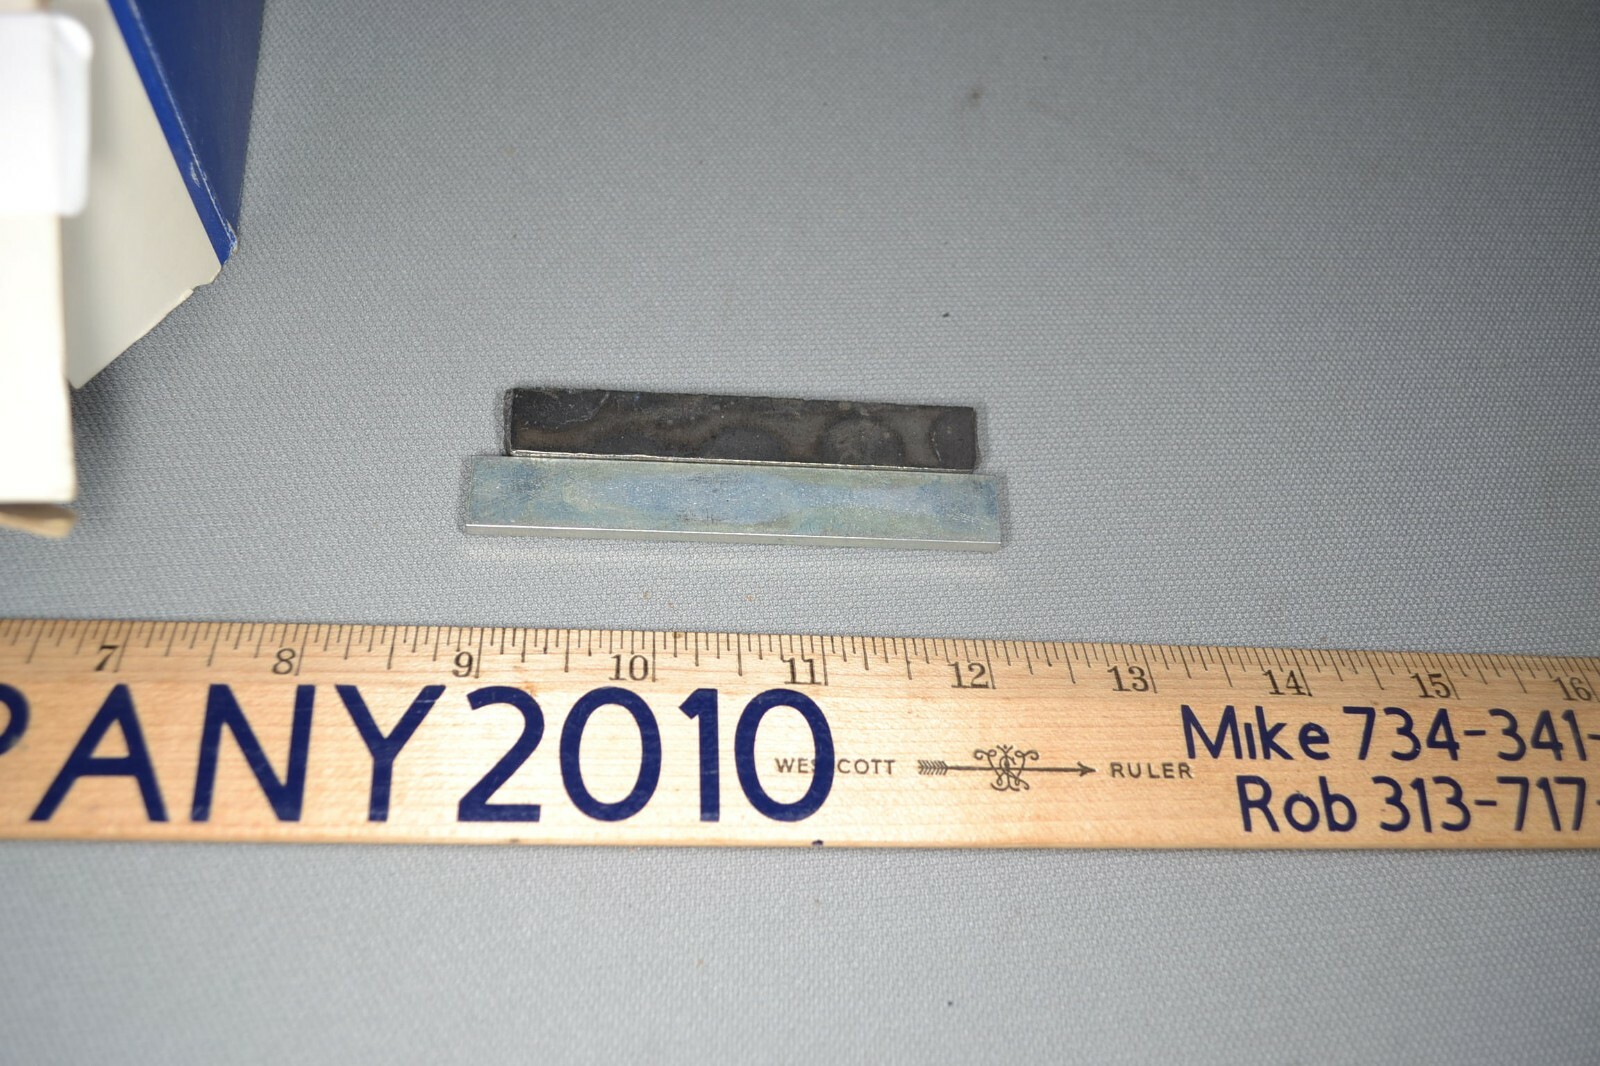 7 8 9 10 11 12 13 14 15 16
PANY2010
WESTCOTT RULER
Mike 734-341-
Rob 313-717-